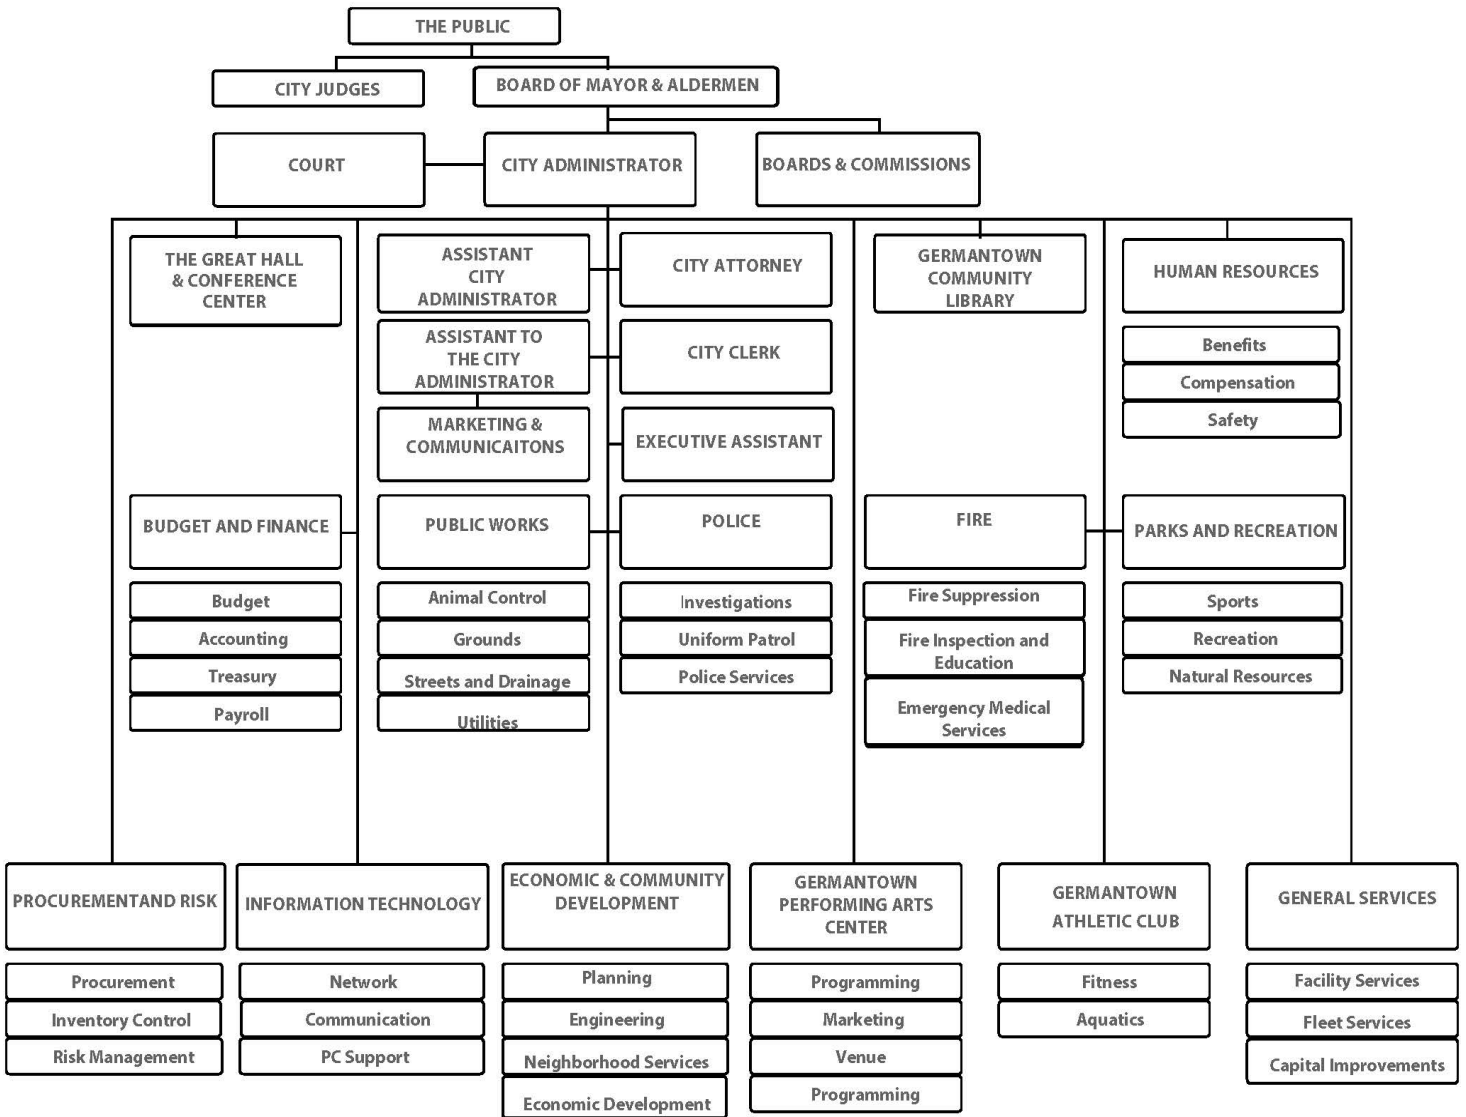 THE PUBLIC
CITY JUDGES
BOARD OF MAYOR & ALDERMEN
COURT
CITY ADMINISTRATOR
BOARDS & COMMISSIONS
THE GREAT HALL
& CONFERENCE
CENTER
ASSISTANT
CITY
ADMINISTRATOR
CITY ATTORNEY
GERMANTOWN
COMMUNITY
LIBRARY
HUMAN RESOURCES
Benefits
Compensation
Safety
ASSISTANT TO
THE CITY
ADMINISTRATOR
CITY CLERK
MARKETING &
COMMUNICAITONS
EXECUTIVE ASSISTANT
BUDGET AND FINANCE
Budget
Accounting
Treasury
Payroll
PUBLIC WORKS
Animal Control
Grounds
Streets and Drainage
Utilities
POLICE
Investigations
Uniform Patrol
Police Services
FIRE
Fire Suppression
Fire Inspection and
Education
Emergency Medical
Services
PARKS AND RECREATION
Sports
Recreation
Natural Resources
PROCUREMENTAND RISK
Procurement
Inventory Control
Risk Management
INFORMATION TECHNOLOGY
Network
Communication
PC Support
ECONOMIC & COMMUNITY
DEVELOPMENT
Planning
Engineering
Neighborhood Services
Economic Development
GERMANTOWN
PERFORMING ARTS
CENTER
Programming
Marketing
Venue
Programming
GERMANTOWN
ATHLETIC CLUB
Fitness
Aquatics
GENERAL SERVICES
Facility Services
Fleet Services
Capital Improvements